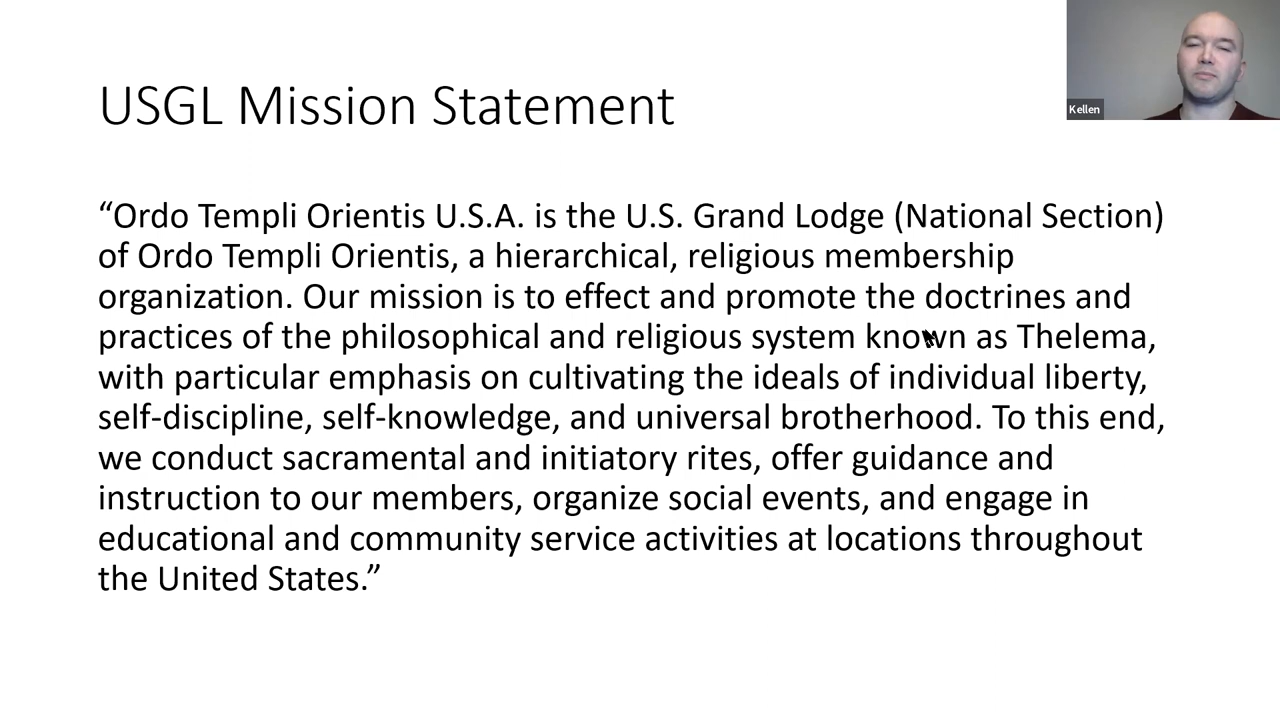 USGL Mission Statement
Kellen
“Ordo Templi Orientis U.S.A. is the U.S. Grand Lodge (National Section)
of Ordo Templi Orientis, a hierarchical, religious membership
organization. Our mission is to effect and promote the doctrines and
practices of the philosophical and religious system known as Thelema,
with particular emphasis on cultivating the ideals of individual liberty,
self-discipline, self-knowledge, and universal brotherhood. To this end,
we conduct sacramental and initiatory rites, offer guidance and
instruction to our members, organize social events, and engage in
educational and community service activities at locations throughout
the United States.”